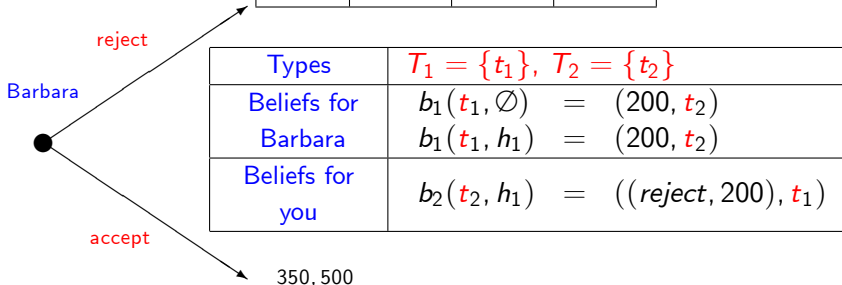 reject
Barbara
Types T₁ = {t₁}, T₂ = {t₂}
Beliefs for Barbara b₁(t₁, ∅) = (200, t₂)
b₁(t₁, h₁) = (200, t₂)
Beliefs for you b₂(t₂, h₁) = ((reject, 200), t₁)
accept
350, 500